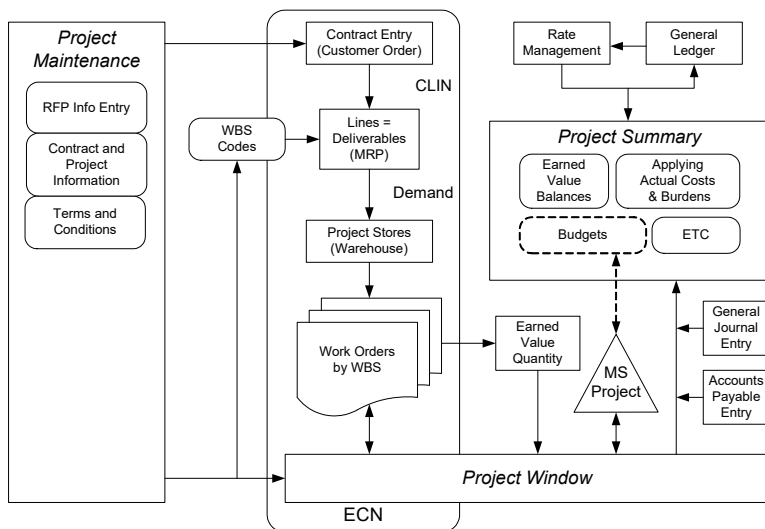 Project
Maintenance
RFP Info Entry
Contract and
Project
Information
Terms and
Conditions
WBS
Codes
Contract Entry
(Customer Order)
CLIN
Lines =
Deliverables
(MRP)
Demand
Project Stores
(Warehouse)
Work Orders
by WBS
ECN
Earned
Value
Quantity
Rate
Management
General
Ledger
Project Summary
Earned
Value
Balances
Applying
Actual Costs
& Burdens
Budgets
ETC
MS
Project
General
Journal
Entry
Accounts
Payable
Entry
Project Window